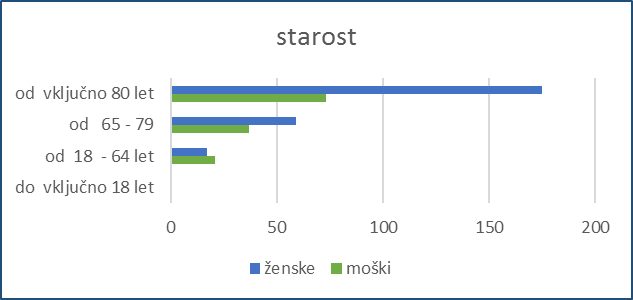 starost
od vključno 80 let
od 65 - 79
od 18 - 64 let
do vključno 18 let
0 50 100 150 200
ženske moški